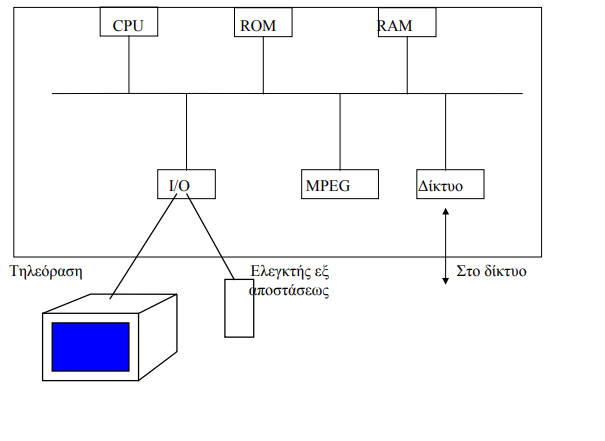 CPU
ROM
RAM
I/O
MPEG
Δίκτυο
Τηλεόραση
Ελεγκτής εξ
αποστάσεως
Στο δίκτυο